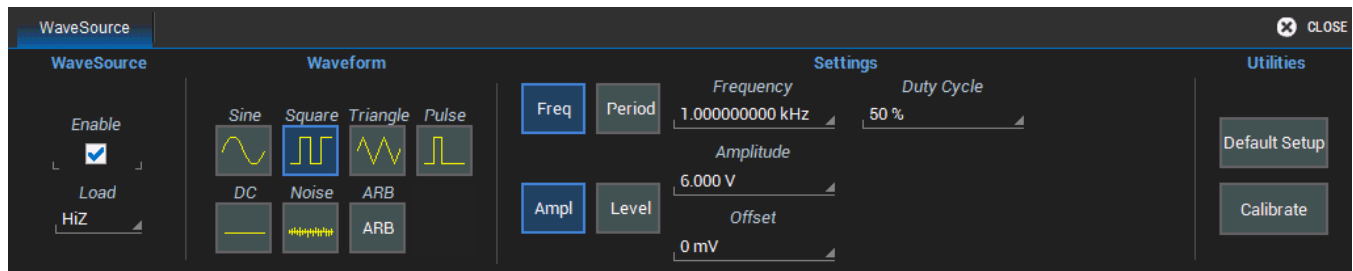 WaveSource
CLOSE
WaveSource
Waveform
Settings
Utilities
Enable
Load
HiZ
Sine Square Triangle Pulse
DC Noise ARB
ARB
Freq Period
Frequency
1.000000000 kHz
Duty Cycle
50 %
Amplitude
6.000 V
Ampl Level
Offset
0 mV
Default Setup
Calibrate